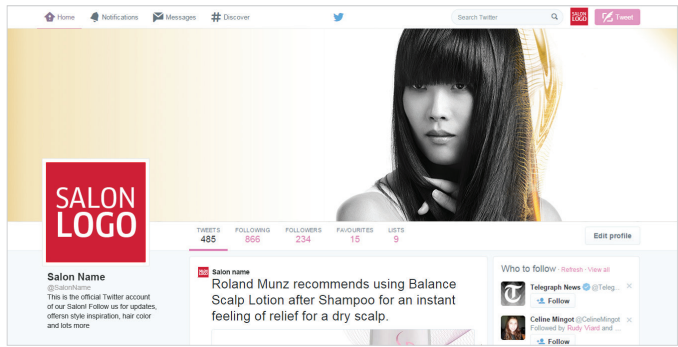 Home Notifications Messages Discover Search Twitter SALON LOGO Tweet
SALON
LOGO
TWEETS FOLLOWING FOLLOWERS FAVOURITES LISTS
485 866 234 15 9
Edit profile
Salon Name
@SalonName
This is the official Twitter account
of our Salon! Follow us for updates,
offersn style inspiration, hair color
and lots more
Salon name
Roland Munz recommends using Balance
Scalp Lotion after Shampoo for an instant
feeling of relief for a dry scalp.
Who to follow · Refresh · View all
Telegraph News @Teleg...
Follow
Celine Mingot @CelineMingot
Followed by Rudy Viard and ...
Follow